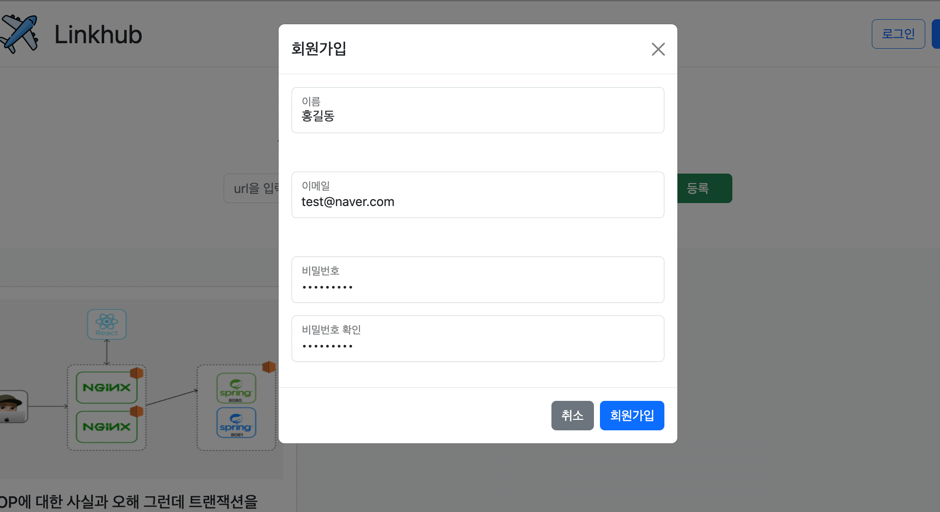 Linkhub
로그인
회원가입
이름
홍길동
url을 입
등록
이메일
test@naver.com
비밀번호
•••••••••
비밀번호 확인
•••••••••
취소
회원가입
React
NGINX
NGINX
spring
spring
OP에 대한 사실과 오해 그런데 트랜잭션을